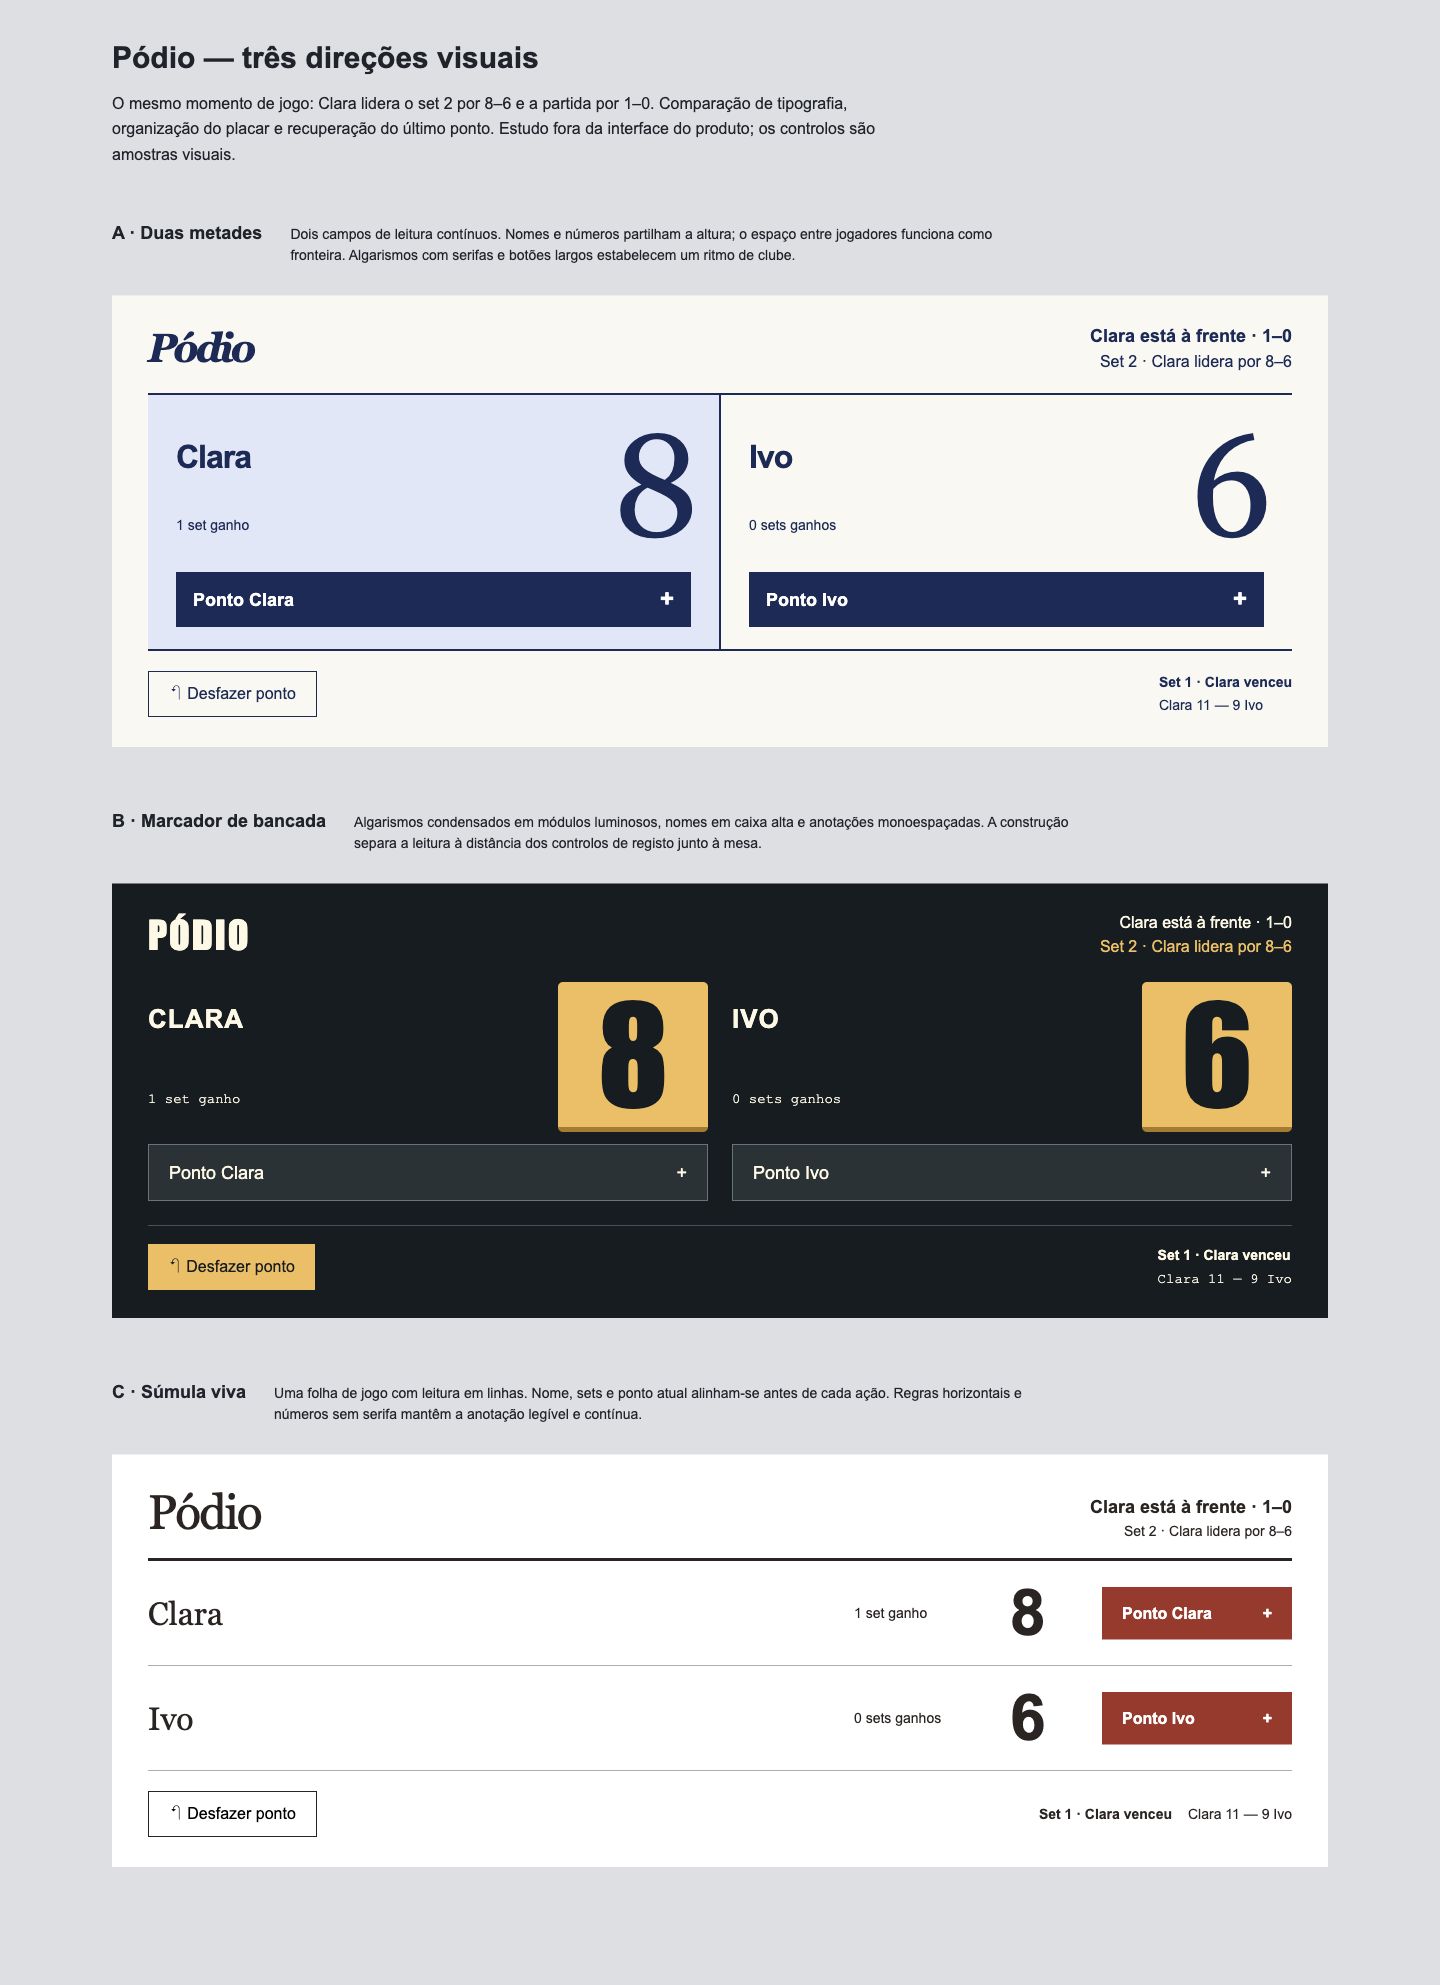 Pódio — três direções visuais
O mesmo momento de jogo: Clara lidera o set 2 por 8–6 e a partida por 1–0. Comparação de tipografia,
organização do placar e recuperação do último ponto. Estudo fora da interface do produto; os controlos são
amostras visuais.
A · Duas metades
Dois campos de leitura contínuos. Nomes e números partilham a altura; o espaço entre jogadores funciona como
fronteira. Algarismos com serifas e botões largos estabelecem um ritmo de clube.
Pódio
Clara está à frente · 1–0
Set 2 · Clara lidera por 8–6
Clara
8
1 set ganho
Ponto Clara +
Ivo
6
0 sets ganhos
Ponto Ivo +
Desfazer ponto
Set 1 · Clara venceu
Clara 11 — 9 Ivo
B · Marcador de bancada
Algarismos condensados em módulos luminosos, nomes em caixa alta e anotações monoespaçadas. A construção
separa a leitura à distância dos controlos de registo junto à mesa.
PÓDIO
Clara está à frente · 1–0
Set 2 · Clara lidera por 8–6
CLARA
8
1 set ganho
Ponto Clara +
IVO
6
0 sets ganhos
Ponto Ivo +
Desfazer ponto
Set 1 · Clara venceu
Clara 11 — 9 Ivo
C · Súmula viva
Uma folha de jogo com leitura em linhas. Nome, sets e ponto atual alinham-se antes de cada ação. Regras horizontais e
números sem serifa mantêm a anotação legível e contínua.
Pódio
Clara está à frente · 1–0
Set 2 · Clara lidera por 8–6
Clara 1 set ganho 8 Ponto Clara +
Ivo 0 sets ganhos 6 Ponto Ivo +
Desfazer ponto
Set 1 · Clara venceu Clara 11 — 9 Ivo